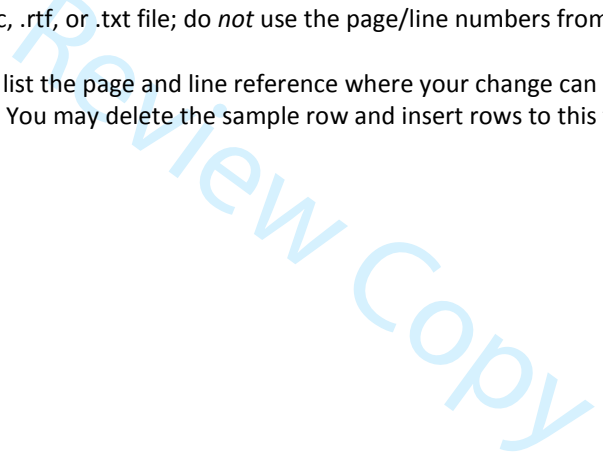 c, .rtf, or .txt file; do not use the page/line numbers from
list the page and line reference where your change can
You may delete the sample row and insert rows to this
Review Copy